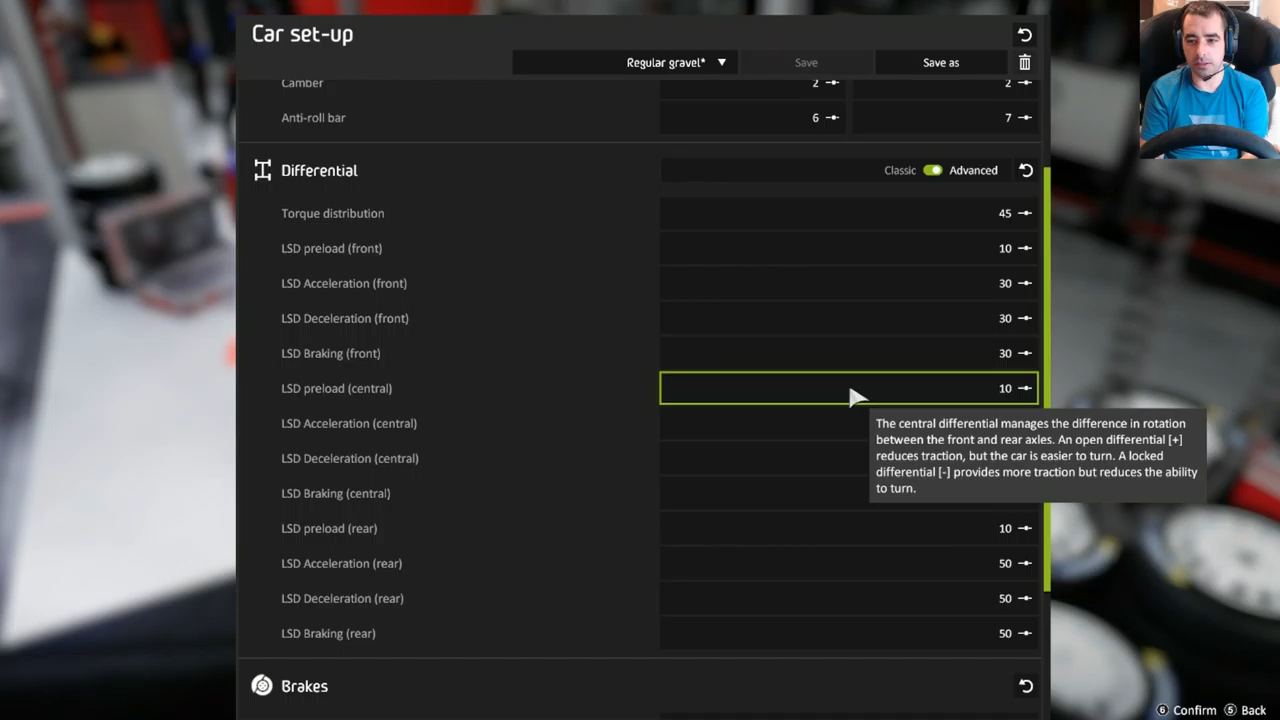 Car set-up
Regular gravel* ▼ Save Save as
Camber 2 2
Anti-roll bar 6 7
Differential Classic Advanced
Torque distribution 45
LSD preload (front) 10
LSD Acceleration (front) 30
LSD Deceleration (front) 30
LSD Braking (front) 30
LSD preload (central) 10
LSD Acceleration (central)
LSD Deceleration (central)
LSD Braking (central)
The central differential manages the difference in rotation
between the front and rear axles. An open differential [+]
reduces traction, but the car is easier to turn. A locked
differential [-] provides more traction but reduces the ability
to turn.
LSD preload (rear) 10
LSD Acceleration (rear) 50
LSD Deceleration (rear) 50
LSD Braking (rear) 50
Brakes
6 Confirm 5 Back